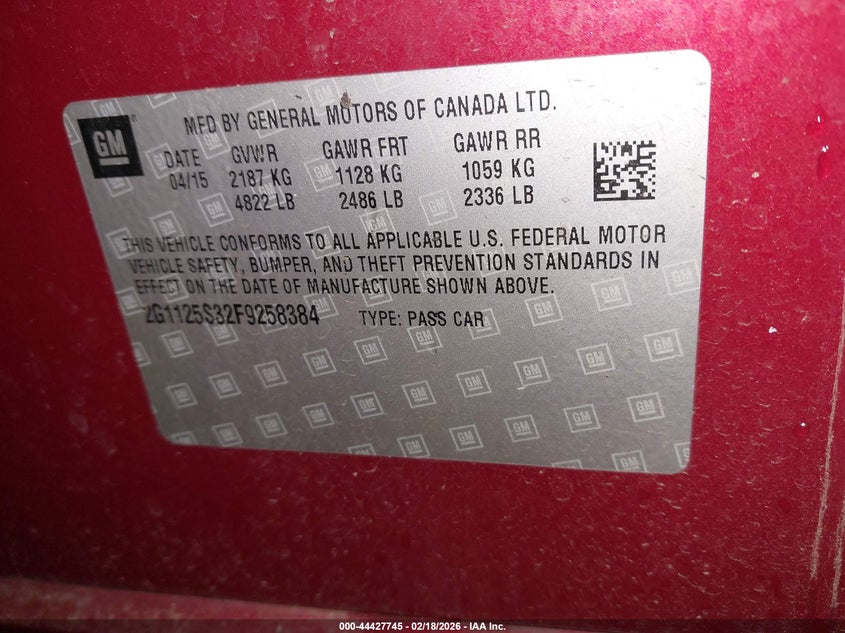 GM
MFD BY GENERAL MOTORS OF CANADA LTD.
DATE GVWR GAWR FRT GAWR RR
04/15 2187 KG 1128 KG 1059 KG
4822 LB 2486 LB 2336 LB
THIS VEHICLE CONFORMS TO ALL APPLICABLE U.S. FEDERAL MOTOR
VEHICLE SAFETY, BUMPER, AND THEFT PREVENTION STANDARDS IN
EFFECT ON THE DATE OF MANUFACTURE SHOWN ABOVE.
2G1125S32F9258384 TYPE: PASS CAR
000-44427745 - 02/18/2026 - IAA Inc.